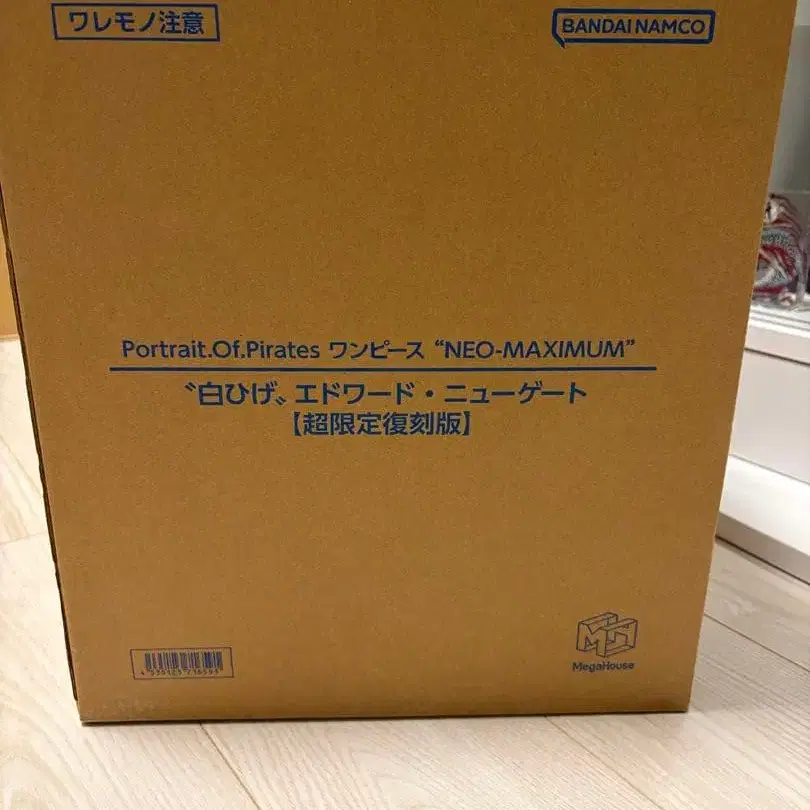 ワレモノ注意
BANDAI NAMCO
Portrait.Of.Pirates ワンピース “NEO-MAXIMUM”
〝白ひげ〟エドワード・ニューゲート
【超限定復刻版】
MegaHouse